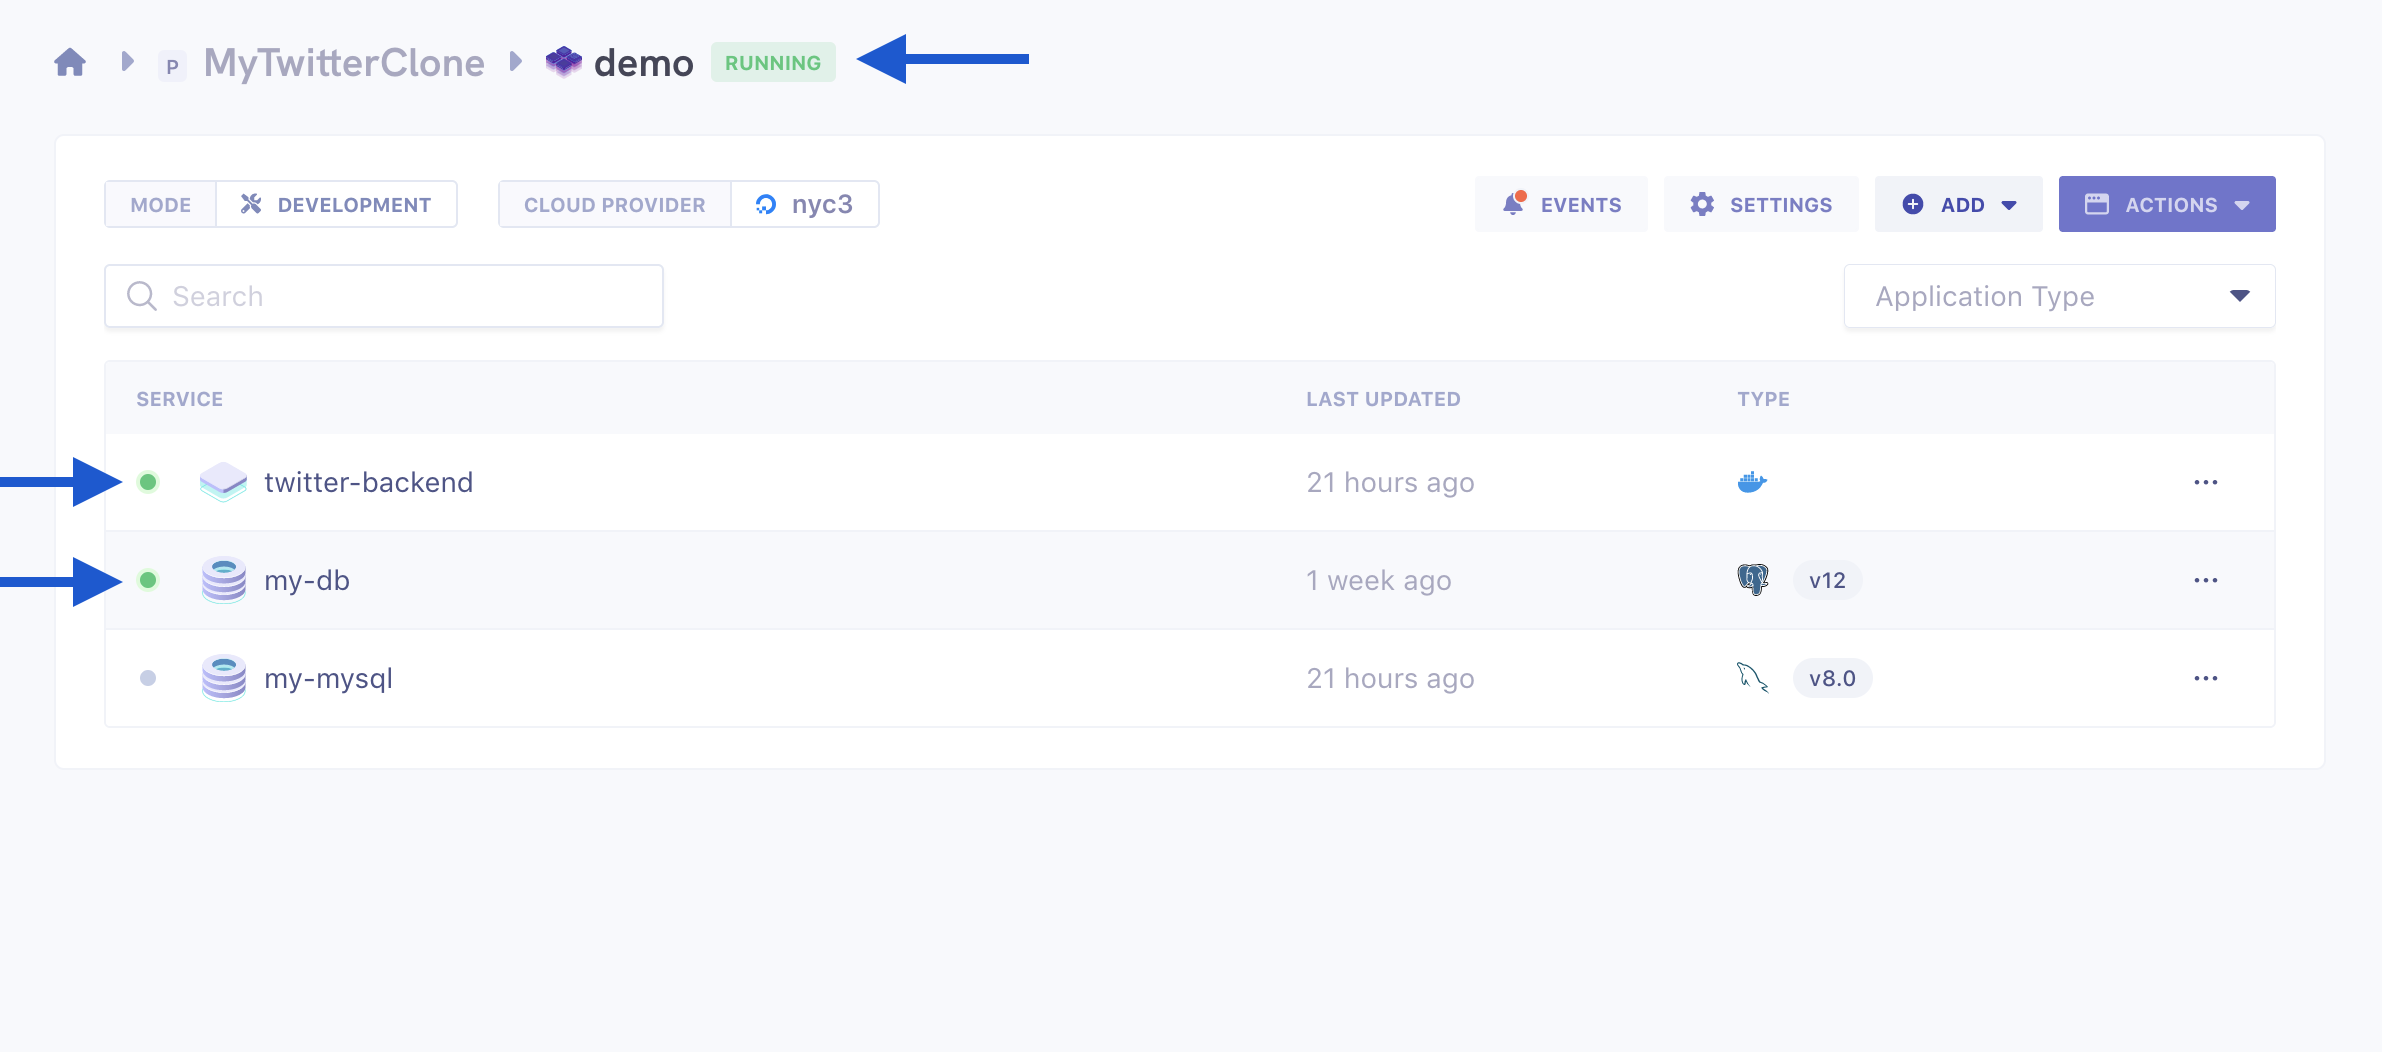 P MyTwitterClone demo RUNNING
MODE DEVELOPMENT CLOUD PROVIDER nyc3 EVENTS SETTINGS ADD ACTIONS
Search Application Type
SERVICE LAST UPDATED TYPE
twitter-backend 21 hours ago
my-db 1 week ago v12
my-mysql 21 hours ago v8.0